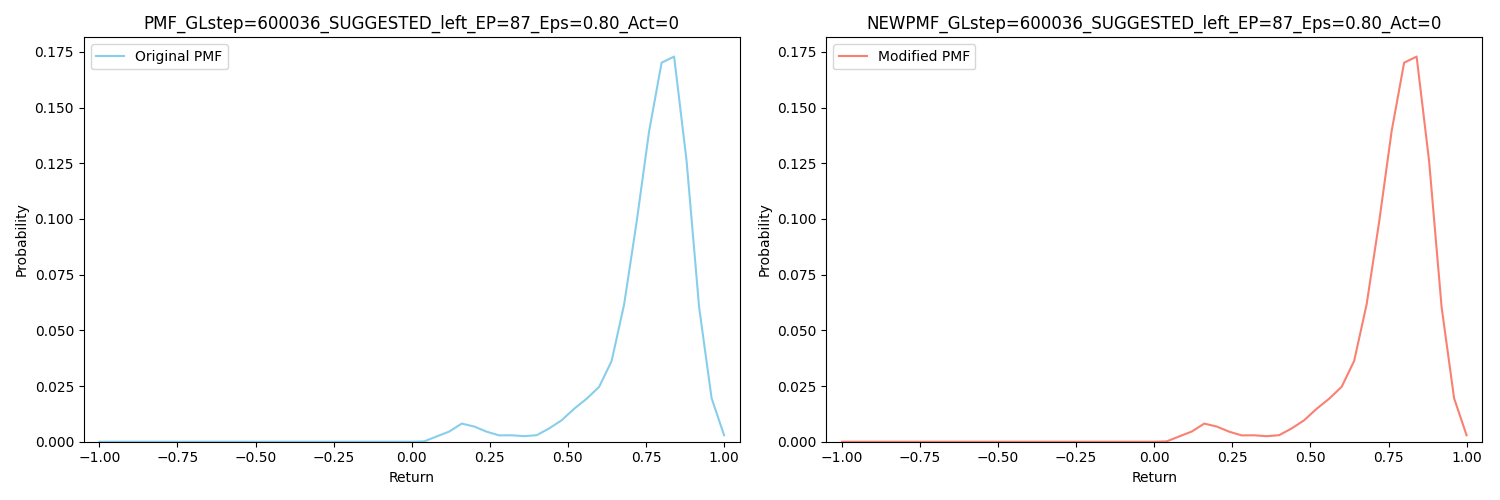 PMF_GLstep=600036_SUGGESTED_left_EP=87_Eps=0.80_Act=0
Original PMF
0.175
0.150
0.125
0.100
0.075
0.050
0.025
0.000
Probability
−1.00 −0.75 −0.50 −0.25 0.00 0.25 0.50 0.75 1.00
Return
NEWPMF_GLstep=600036_SUGGESTED_left_EP=87_Eps=0.80_Act=0
Modified PMF
0.175
0.150
0.125
0.100
0.075
0.050
0.025
0.000
Probability
−1.00 −0.75 −0.50 −0.25 0.00 0.25 0.50 0.75 1.00
Return